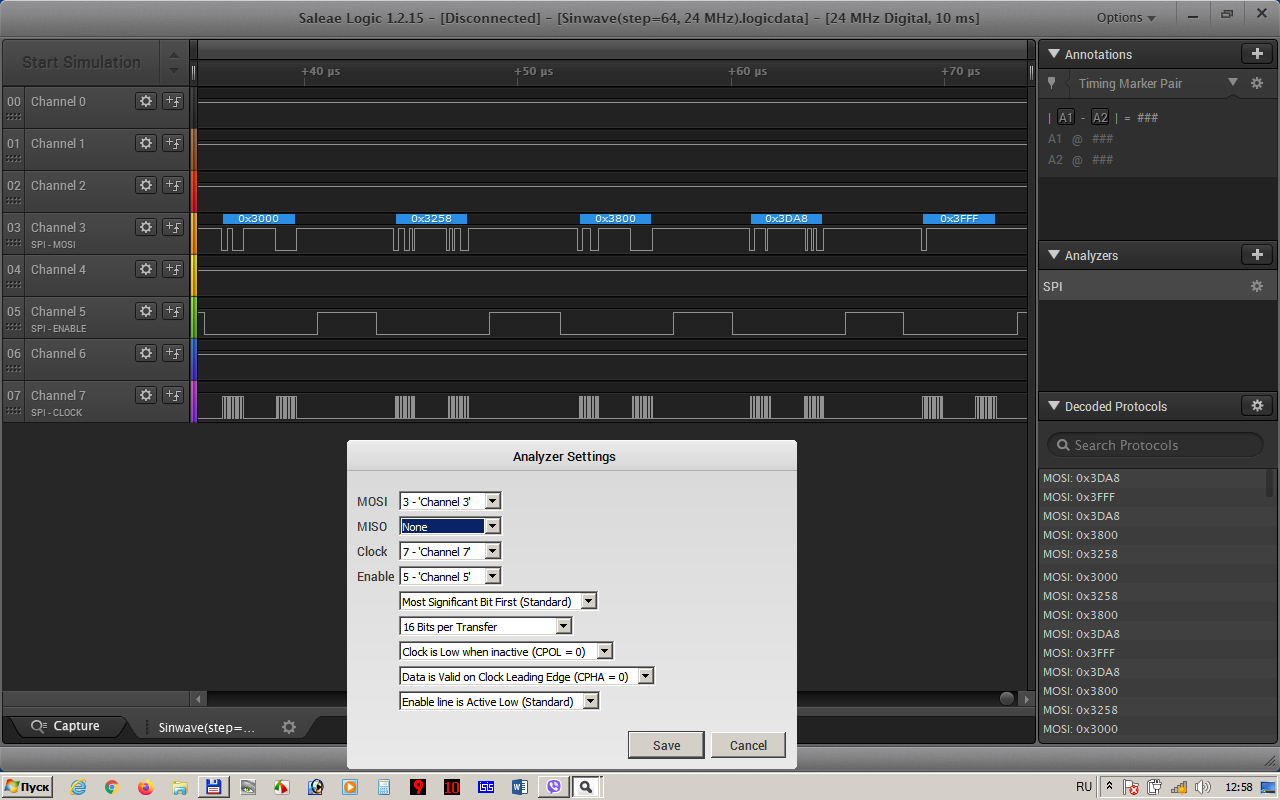 Saleae Logic 1.2.15 - [Disconnected] - [Sinwave(step=64, 24 MHz).logicdata] - [24 MHz Digital, 10 ms]
Options
Start Simulation
+40 µs +50 µs +60 µs +70 µs
00 Channel 0
01 Channel 1
02 Channel 2
03 Channel 3
SPI - MOSI
0x3000 0x3258 0x3800 0x3DA8 0x3FFF
04 Channel 4
05 Channel 5
SPI - ENABLE
06 Channel 6
07 Channel 7
SPI - CLOCK
Annotations
Timing Marker Pair
| A1 - A2 | = ###
A1 @ ###
A2 @ ###
Analyzers
SPI
Decoded Protocols
Search Protocols
MOSI: 0x3DA8
MOSI: 0x3FFF
MOSI: 0x3DA8
MOSI: 0x3800
MOSI: 0x3258
MOSI: 0x3000
MOSI: 0x3258
MOSI: 0x3800
MOSI: 0x3DA8
MOSI: 0x3FFF
MOSI: 0x3DA8
MOSI: 0x3800
MOSI: 0x3258
MOSI: 0x3000
Analyzer Settings
MOSI 3 - 'Channel 3'
MISO None
Clock 7 - 'Channel 7'
Enable 5 - 'Channel 5'
Most Significant Bit First (Standard)
16 Bits per Transfer
Clock is Low when inactive (CPOL = 0)
Data is Valid on Clock Leading Edge (CPHA = 0)
Enable line is Active Low (Standard)
Save Cancel
Capture
Sinwave(step=...
Пуск
9 10 ISIS W
RU 12:58